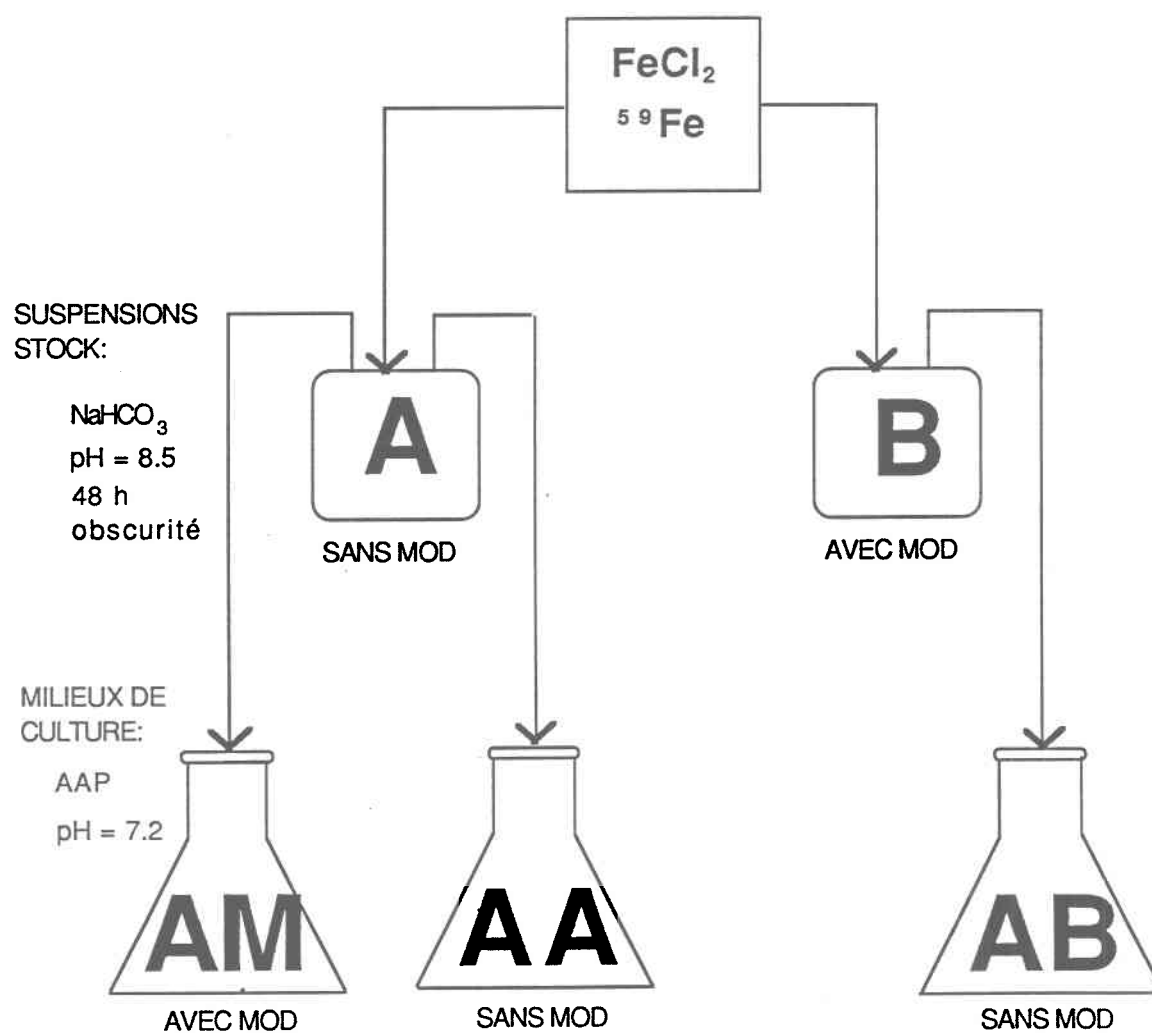 FeCl₂
⁵⁹Fe
SUSPENSIONS
STOCK:
NaHCO₃
pH = 8.5
48 h
obscurité
A
SANS MOD
B
AVEC MOD
MILIEUX DE
CULTURE:
AAP
pH = 7.2
AM
AVEC MOD
AA
SANS MOD
AB
SANS MOD